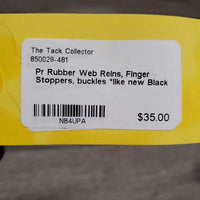 The Tack Collector
850029-481
Pr Rubber Web Reins, Finger
Stoppers, buckles *like new Black
$35.00
NB4UPA